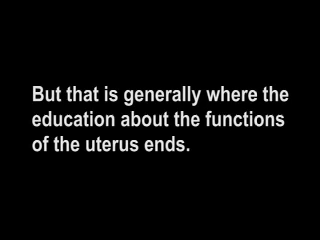 But that is generally where the
education about the functions
of the uterus ends.